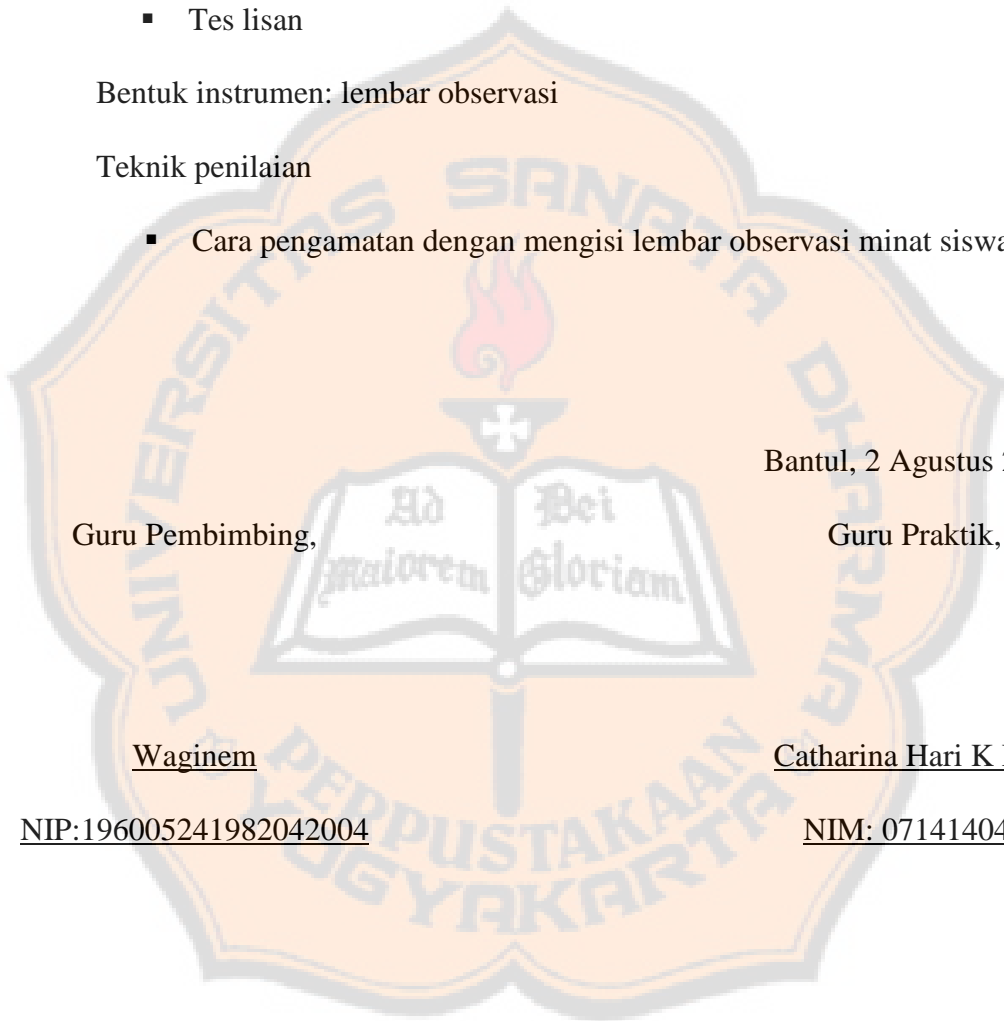 ▪ Tes lisan
Bentuk instrumen: lembar observasi
Teknik penilaian
▪ Cara pengamatan dengan mengisi lembar observasi minat siswa
Bantul, 2 Agustus
Guru Pembimbing, Guru Praktik,
Waginem Catharina Hari K
NIP:196005241982042004 NIM: 07141404
UNIVERSITAS SANATA DHARMA
Ad Maiorem
Dei Gloriam
PERPUSTAKAAN
YOGYAKARTA